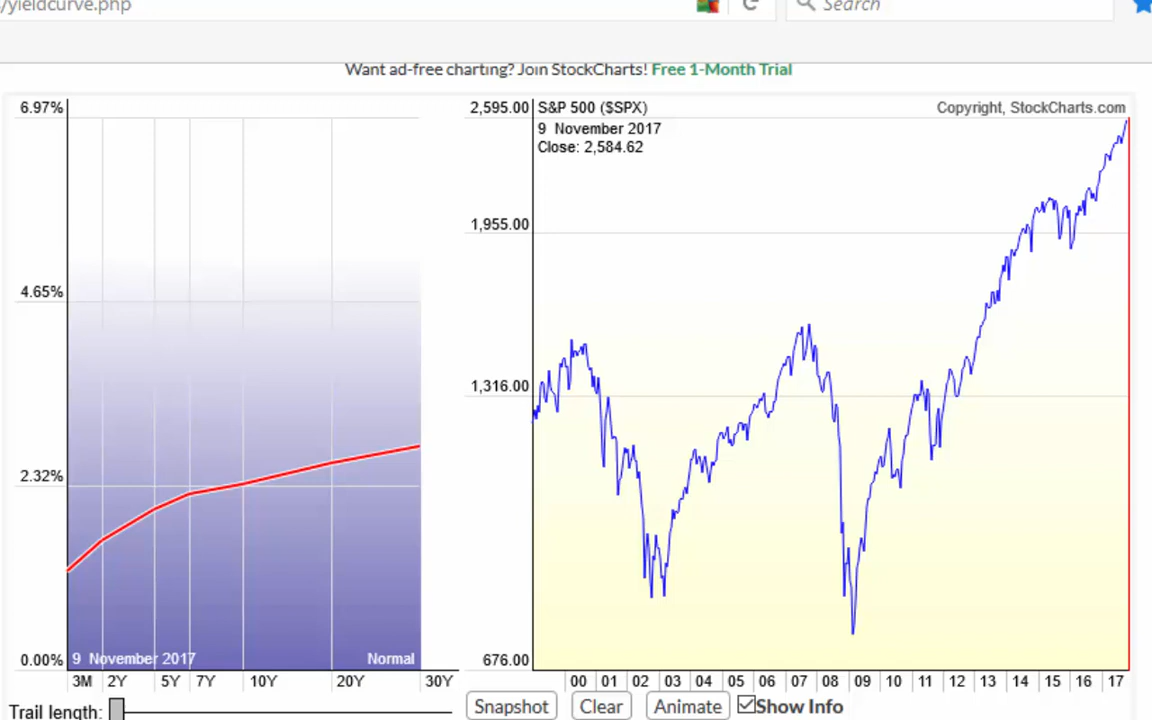 /yieldcurve.php
Search
Want ad-free charting? Join StockCharts! Free 1-Month Trial
6.97%
4.65%
2.32%
0.00%
9 November 2017
Normal
3M 2Y 5Y 7Y 10Y 20Y 30Y
Trail length:
2,595.00
S&P 500 ($SPX)
Copyright, StockCharts.com
9 November 2017
Close: 2,584.62
1,955.00
1,316.00
676.00
00 01 02 03 04 05 06 07 08 09 10 11 12 13 14 15 16 17
Snapshot
Clear
Animate
Show Info